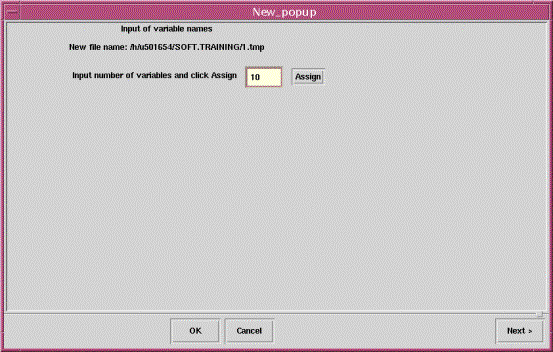 New_popup
Input of variable names
New file name: /h/u501654/SOFT.TRAINING/1.tmp
Input number of variables and click Assign 10 Assign
OK Cancel Next >